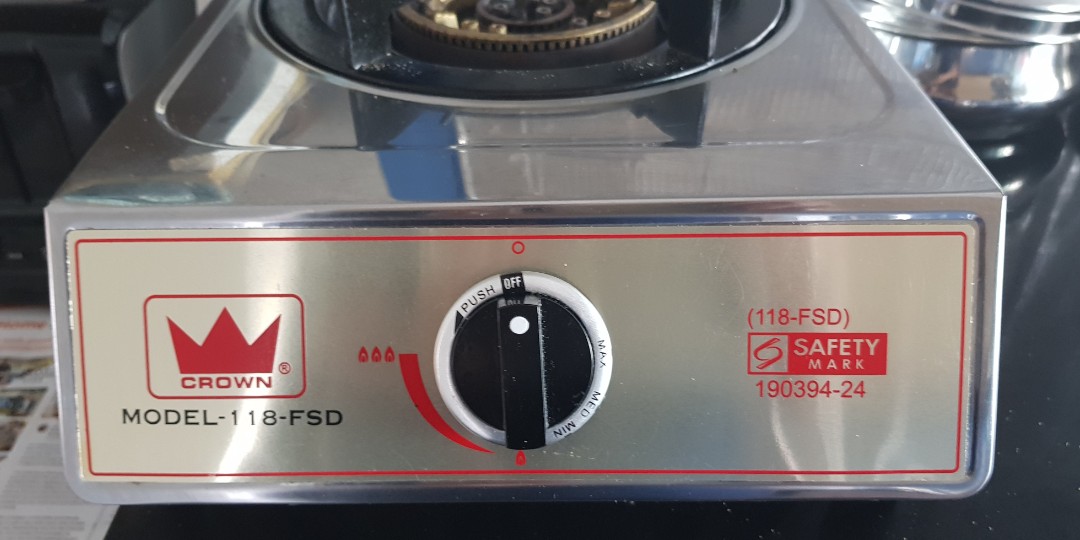 OFF
PUSH
MAX
MED
MIN
CROWN®
MODEL-118-FSD
(118-FSD)
SAFETY
MARK
190394-24